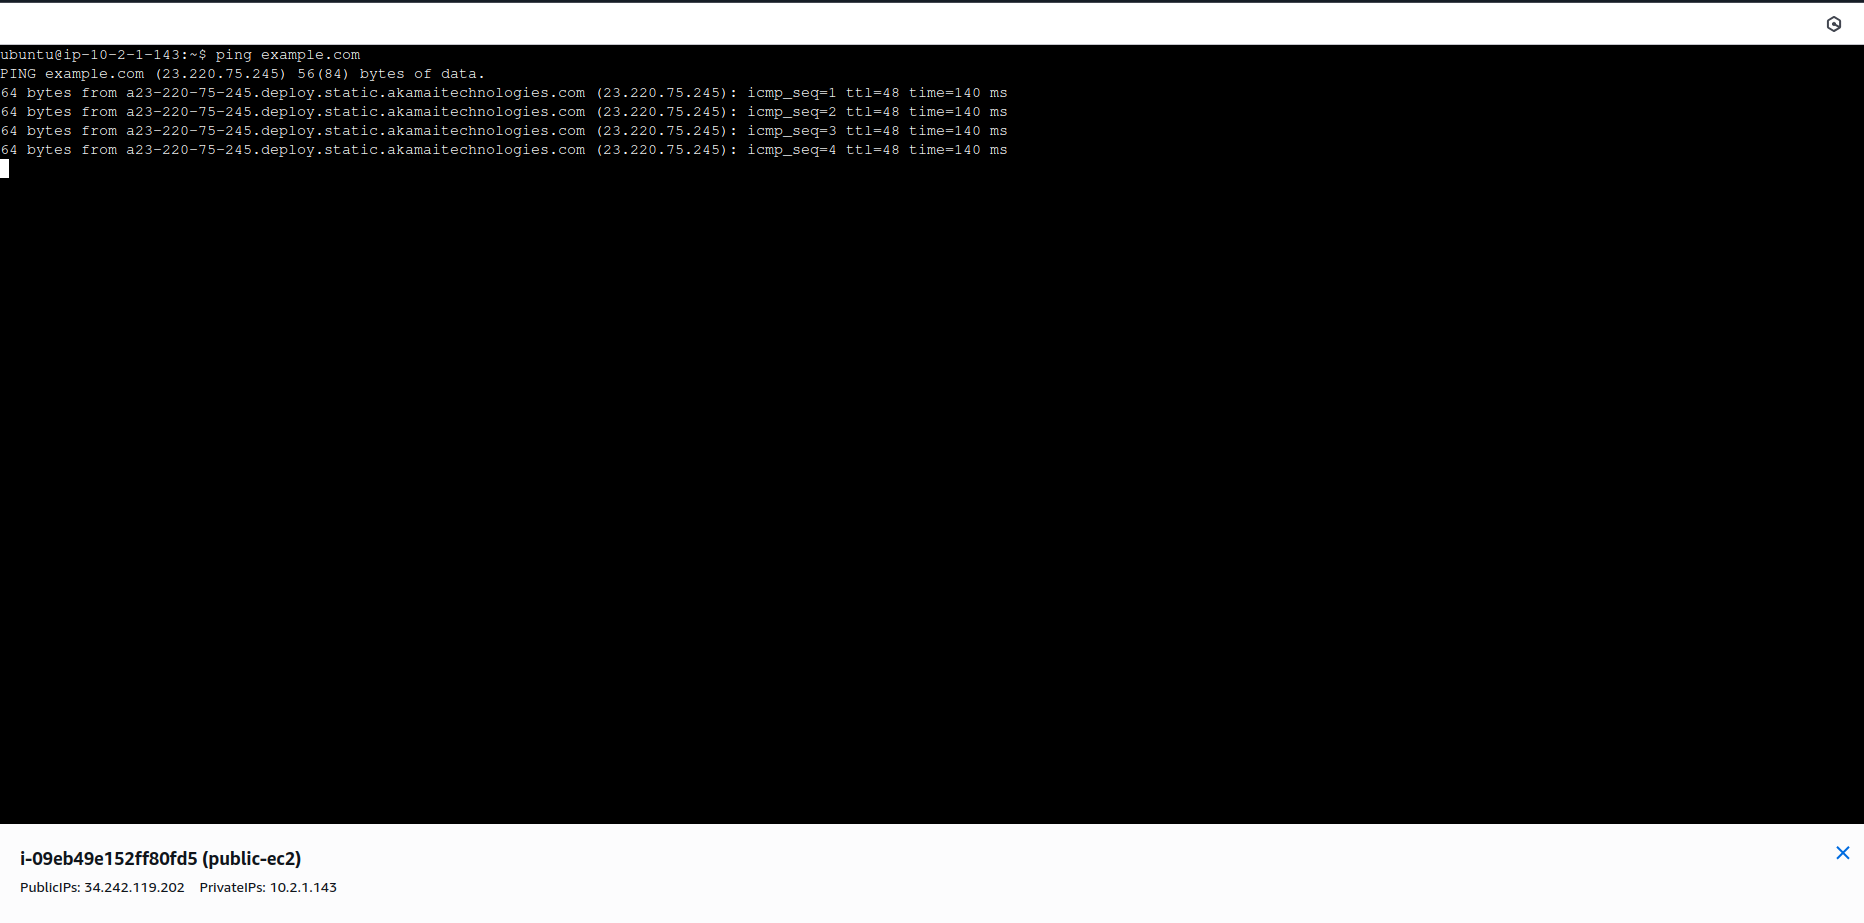 ubuntu@ip-10-2-1-143:~$ ping example.com
PING example.com (23.220.75.245) 56(84) bytes of data.
64 bytes from a23-220-75-245.deploy.static.akamaitechnologies.com (23.220.75.245): icmp_seq=1 ttl=48 time=140 ms
64 bytes from a23-220-75-245.deploy.static.akamaitechnologies.com (23.220.75.245): icmp_seq=2 ttl=48 time=140 ms
64 bytes from a23-220-75-245.deploy.static.akamaitechnologies.com (23.220.75.245): icmp_seq=3 ttl=48 time=140 ms
64 bytes from a23-220-75-245.deploy.static.akamaitechnologies.com (23.220.75.245): icmp_seq=4 ttl=48 time=140 ms
i-09eb49e152ff80fd5 (public-ec2)
PublicIPs: 34.242.119.202 PrivateIPs: 10.2.1.143